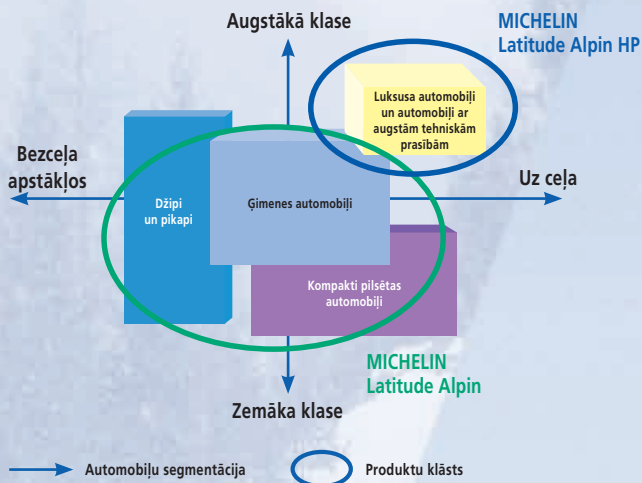 Augstākā klase
MICHELIN
Latitude Alpin HP
Luksusa automobiļi
un automobiļi ar
augstām tehniskām
prasībām
Bezceļa
apstākļos
Uz ceļa
Džipi
un pikapi
Ģimenes automobiļi
Kompakti pilsētas
automobiļi
MICHELIN
Latitude Alpin
Zemāka klase
Automobiļu segmentācija
Produktu klāsts